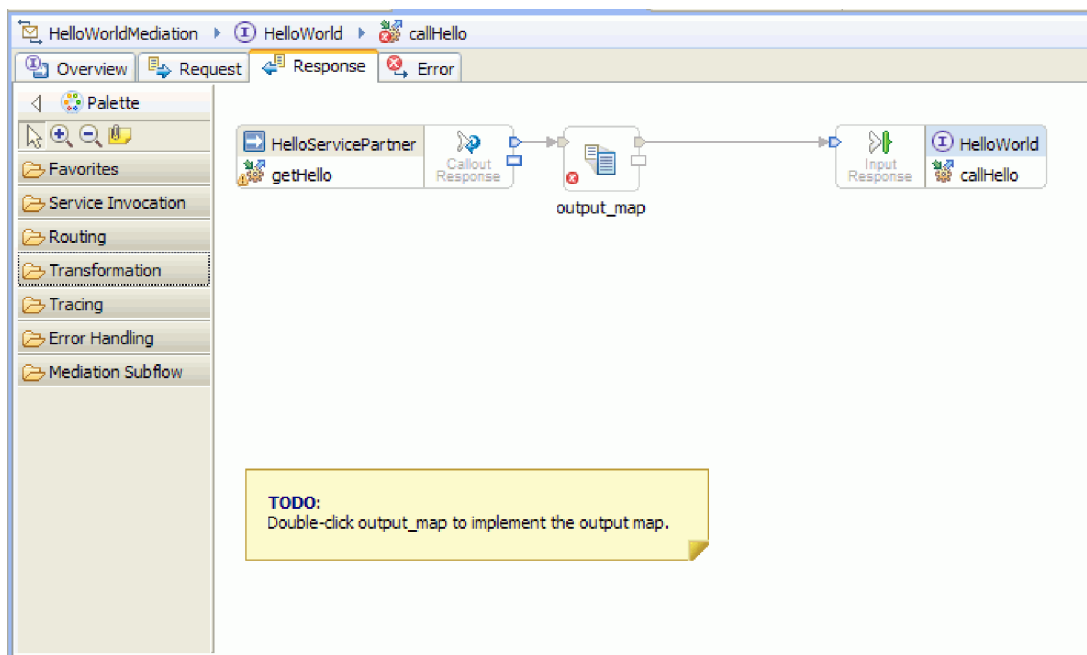 HelloWorldMediation HelloWorld callHello
Overview Request Response Error
Palette
Favorites
Service Invocation
Routing
Transformation
Tracing
Error Handling
Mediation Subflow
HelloServicePartner
getHello
Callout
Response
output_map
Input
Response
HelloWorld
callHello
TODO:
Double-click output_map to implement the output map.